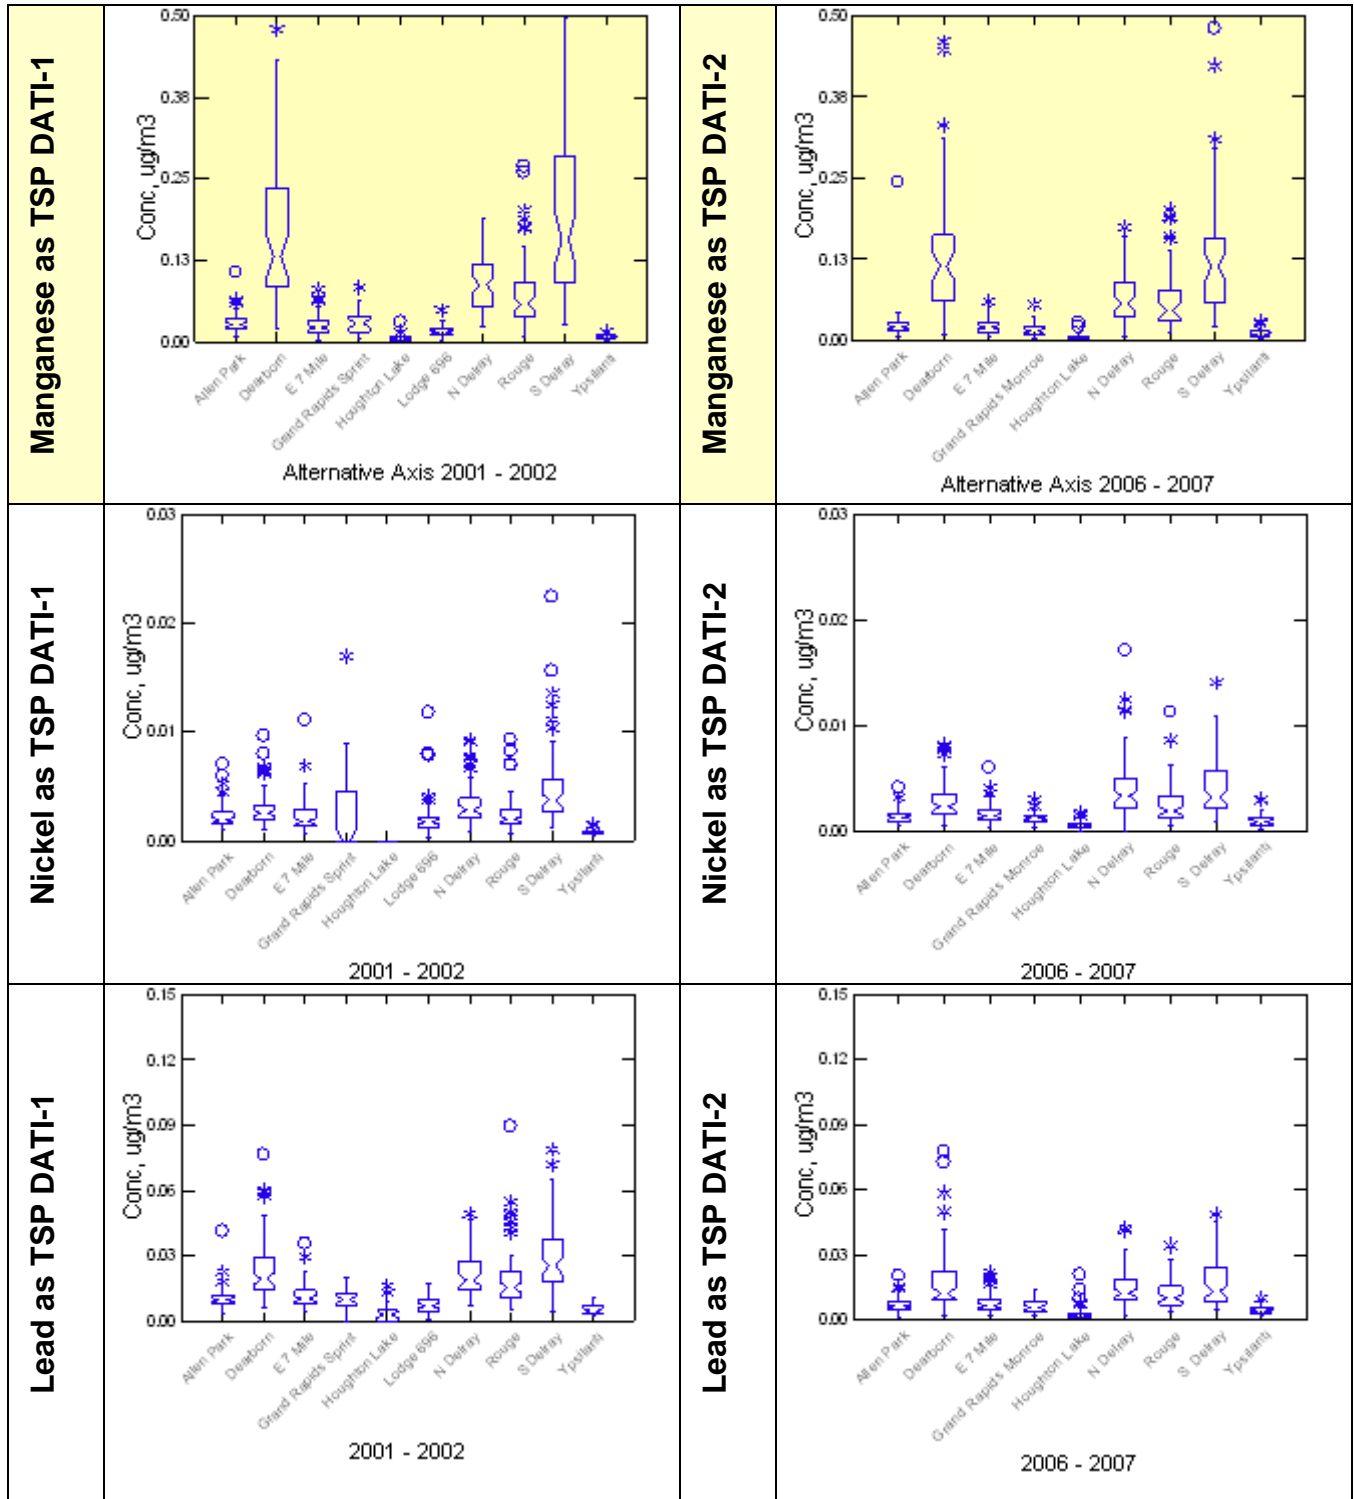 Manganese as TSP DATI-1
0.50
0.38
0.25
0.13
0.00
Conc, ug/m3
Allen Park
Dearborn
E 7 Mile
Grand Rapids Sprint
Houghton Lake
Lodge 696
N Delray
Rouge
S Delray
Ypsilanti
Alternative Axis 2001 - 2002
Manganese as TSP DATI-2
0.50
0.38
0.25
0.13
0.00
Conc, ug/m3
Allen Park
Dearborn
E 7 Mile
Grand Rapids Monroe
Houghton Lake
N Delray
Rouge
S Delray
Ypsilanti
Alternative Axis 2006 - 2007
Nickel as TSP DATI-1
0.03
0.02
0.01
0.00
Conc, ug/m3
Allen Park
Dearborn
E 7 Mile
Grand Rapids Sprint
Houghton Lake
Lodge 696
N Delray
Rouge
S Delray
Ypsilanti
2001 - 2002
Nickel as TSP DATI-2
0.03
0.02
0.01
0.00
Conc, ug/m3
Allen Park
Dearborn
E 7 Mile
Grand Rapids Monroe
Houghton Lake
N Delray
Rouge
S Delray
Ypsilanti
2006 - 2007
Lead as TSP DATI-1
0.15
0.12
0.09
0.06
0.03
0.00
Conc, ug/m3
Allen Park
Dearborn
E 7 Mile
Grand Rapids Sprint
Houghton Lake
Lodge 696
N Delray
Rouge
S Delray
Ypsilanti
2001 - 2002
Lead as TSP DATI-2
0.15
0.12
0.09
0.06
0.03
0.00
Conc, ug/m3
Allen Park
Dearborn
E 7 Mile
Grand Rapids Monroe
Houghton Lake
N Delray
Rouge
S Delray
Ypsilanti
2006 - 2007